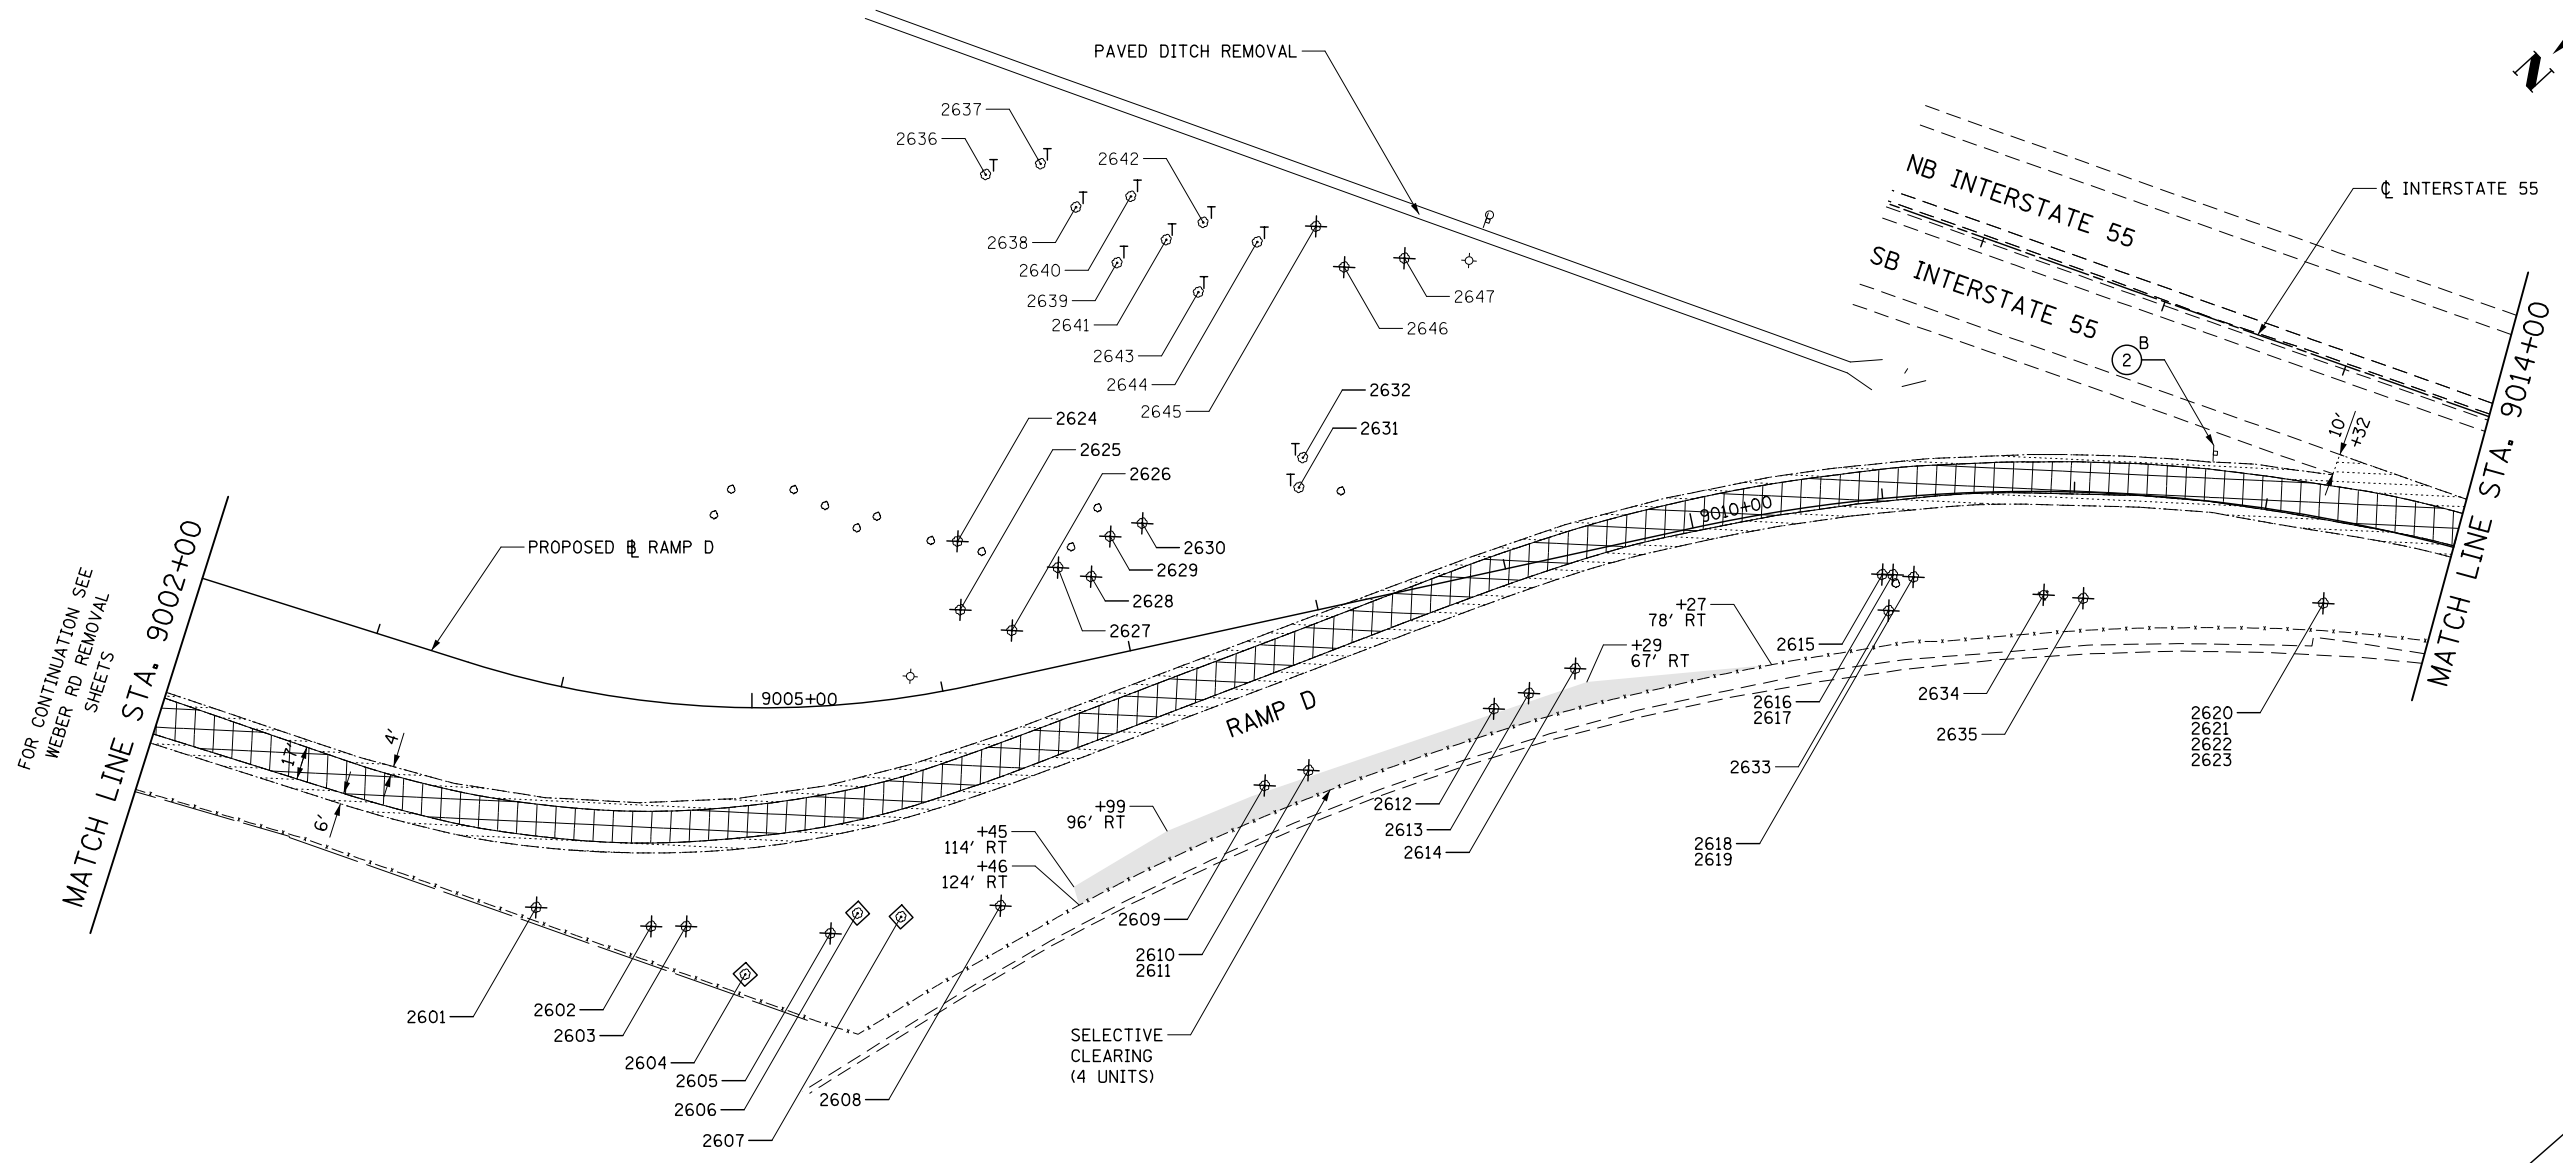 PAVED DITCH REMOVAL
N
2637
2636
2642
2638
2640
2639
2641
2643
2644
2645
2647
2646
T
T
T
T
T
T
T
T
T
NB INTERSTATE 55
SB INTERSTATE 55
℄ INTERSTATE 55
2
B
10'
+32
MATCH LINE STA. 9014+00
2632
2631
T
T
2624
2625
2626
2630
2629
2628
2627
PROPOSED BL RAMP D
FOR CONTINUATION SEE
WEBER RD REMOVAL
SHEETS
MATCH LINE STA. 9002+00
9005+00
9010+00
17'
4'
6'
RAMP D
+27
78' RT
+29
67' RT
+99
96' RT
+45
114' RT
+46
124' RT
2615
2616
2617
2633
2618
2619
2634
2635
2620
2621
2622
2623
2612
2613
2614
2609
2610
2611
SELECTIVE
CLEARING
(4 UNITS)
2601
2602
2603
2604
2605
2606
2607
2608